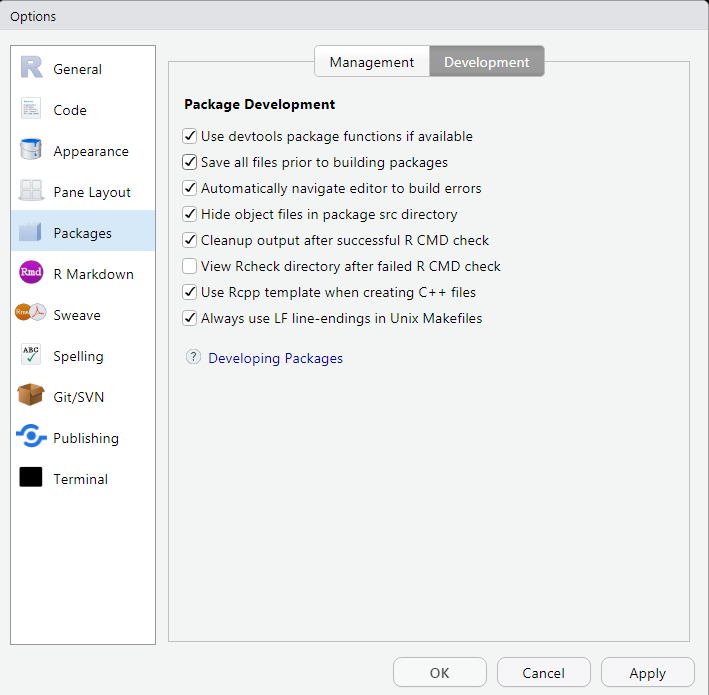 Options
General
Code
Appearance
Pane Layout
Packages
Rmd
R Markdown
Rnw
Sweave
ABC
Spelling
Git/SVN
Publishing
Terminal
Management Development
Package Development
Use devtools package functions if available
Save all files prior to building packages
Automatically navigate editor to build errors
Hide object files in package src directory
Cleanup output after successful R CMD check
View Rcheck directory after failed R CMD check
Use Rcpp template when creating C++ files
Always use LF line-endings in Unix Makefiles
? Developing Packages
OK Cancel Apply